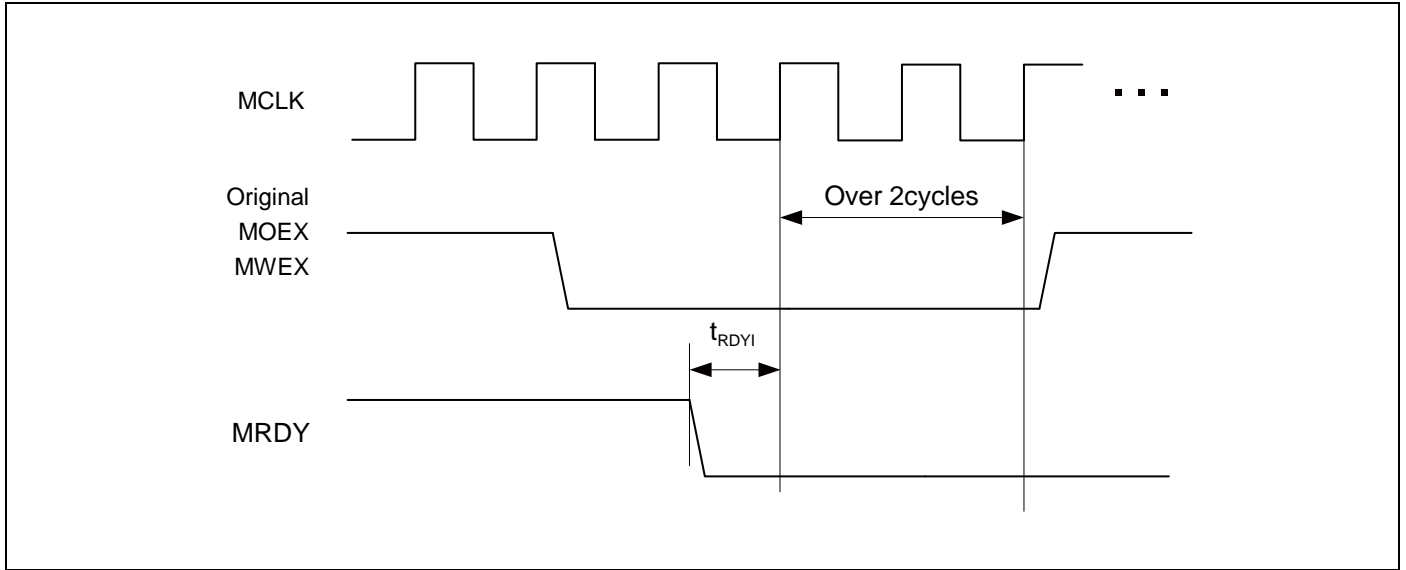 MCLK
Original
MOEX
MWEX
Over 2cycles
tRDYI
MRDY